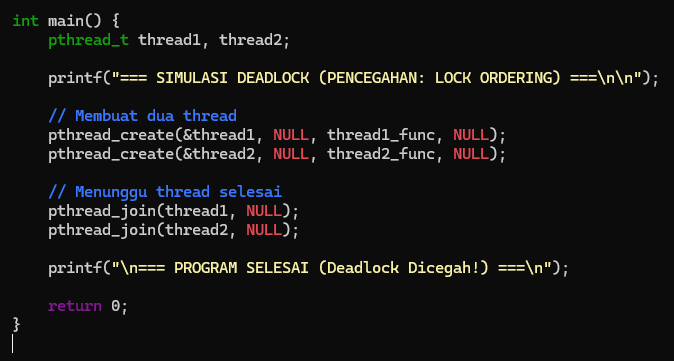 int main() {
    pthread_t thread1, thread2;
    printf("=== SIMULASI DEADLOCK (PENCEGAHAN: LOCK ORDERING) ===\n\n");
    // Membuat dua thread
    pthread_create(&thread1, NULL, thread1_func, NULL);
    pthread_create(&thread2, NULL, thread2_func, NULL);
    // Menunggu thread selesai
    pthread_join(thread1, NULL);
    pthread_join(thread2, NULL);
    printf("\n=== PROGRAM SELESAI (Deadlock Dicegah!) ===\n");
    return 0;
}